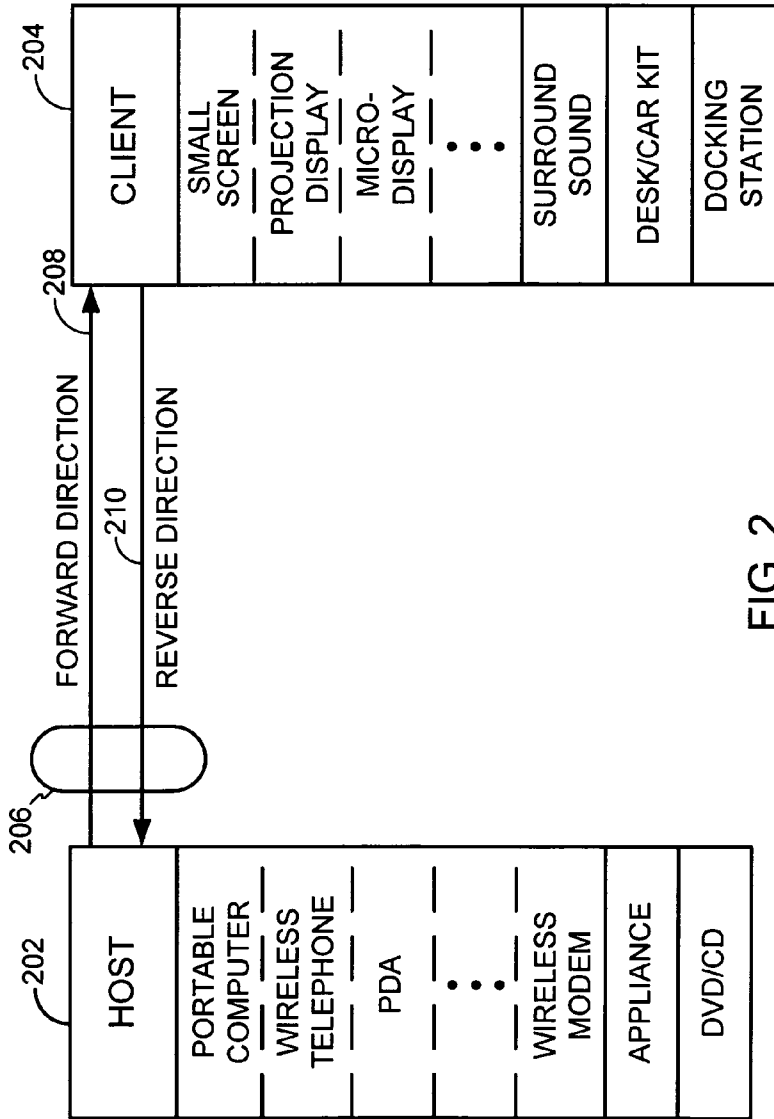 202
HOST
PORTABLE
COMPUTER
WIRELESS
TELEPHONE
PDA
WIRELESS
MODEM
APPLIANCE
DVD/CD
206
FORWARD DIRECTION
208
210
REVERSE DIRECTION
204
CLIENT
SMALL
SCREEN
PROJECTION
DISPLAY
MICRO-
DISPLAY
SURROUND
SOUND
DESK/CAR KIT
DOCKING
STATION
FIG. 2